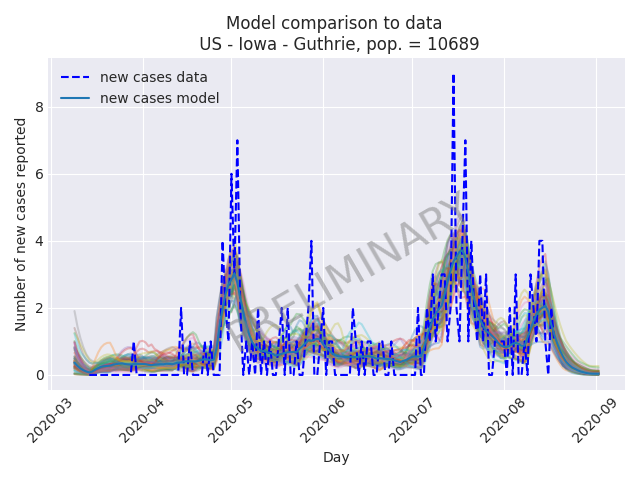 Model comparison to data
US - Iowa - Guthrie, pop. = 10689
new cases data
new cases model
PRELIMINARY
Number of new cases reported
8
6
4
2
0
2020-03
2020-04
2020-05
2020-06
2020-07
2020-08
2020-09
Day